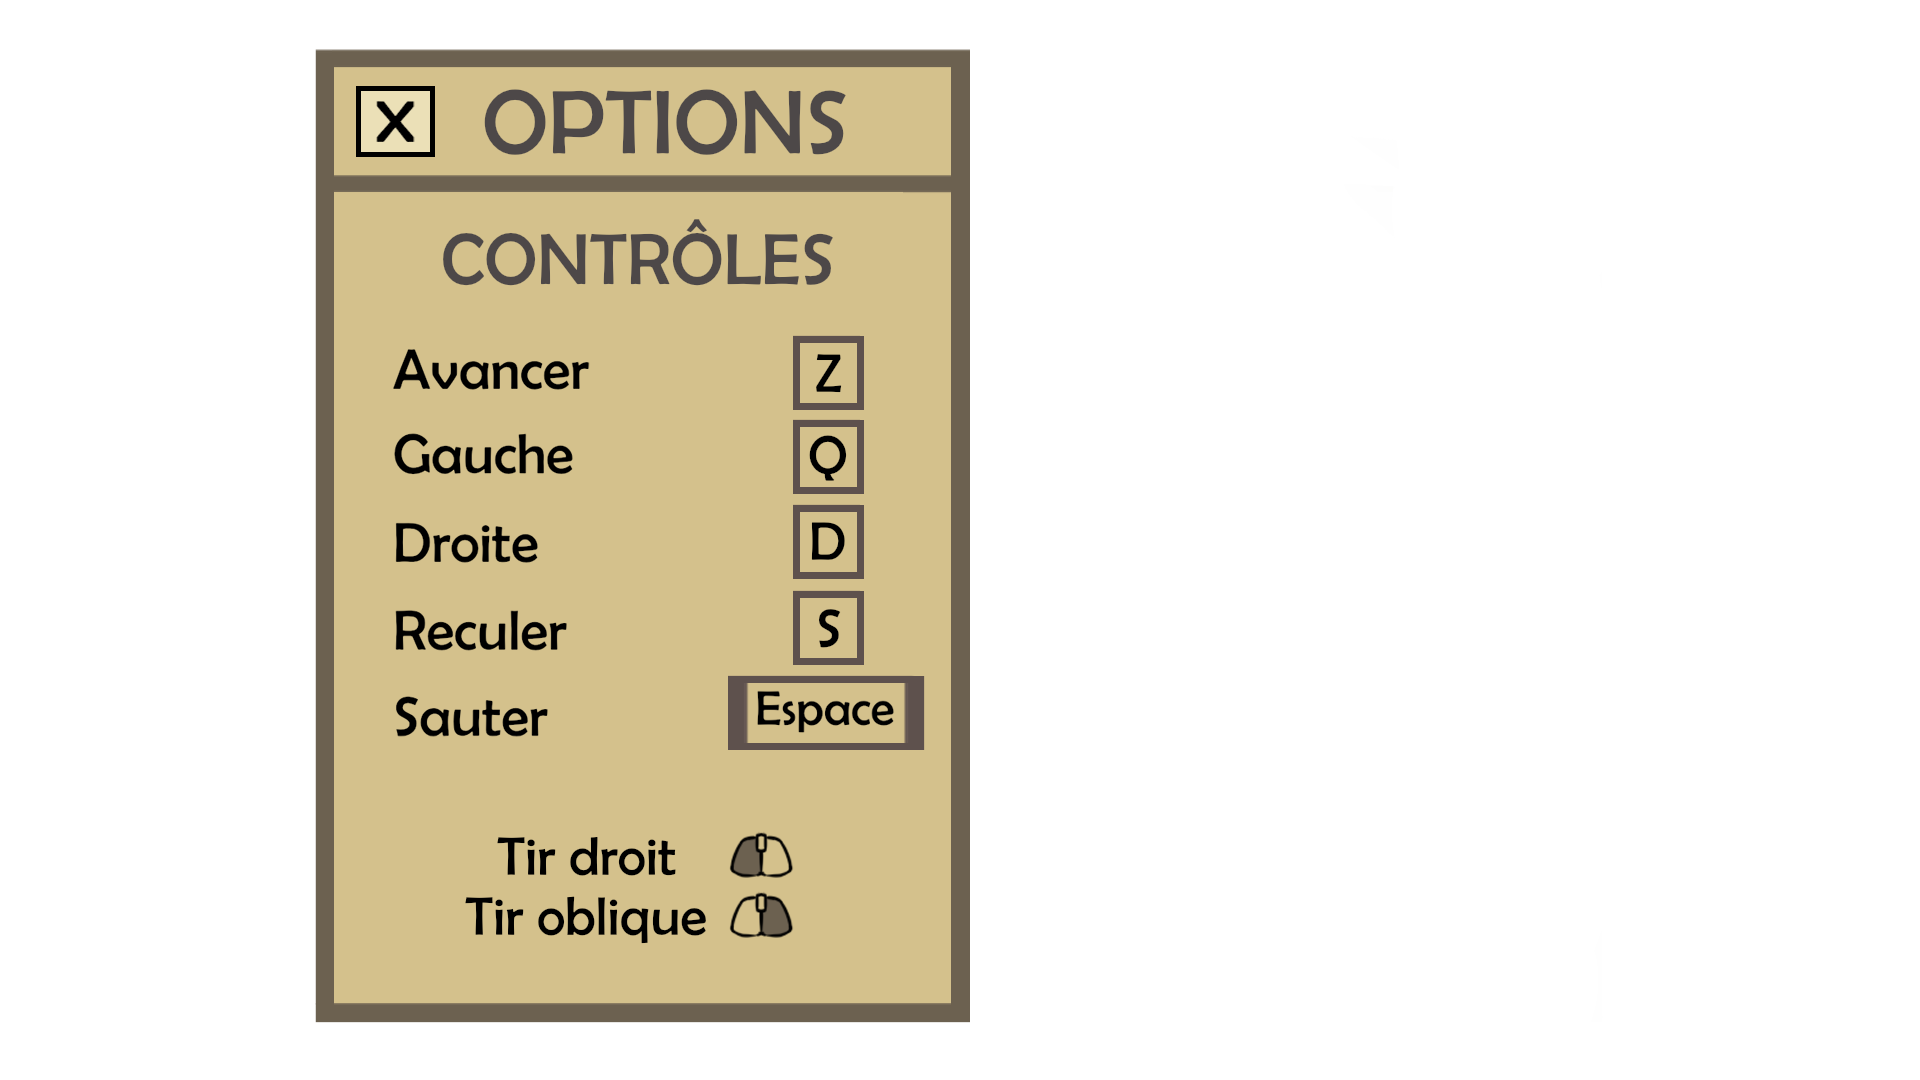 X OPTIONS
CONTRÔLES
Avancer Z
Gauche Q
Droite D
Reculer S
Sauter Espace
Tir droit
Tir oblique